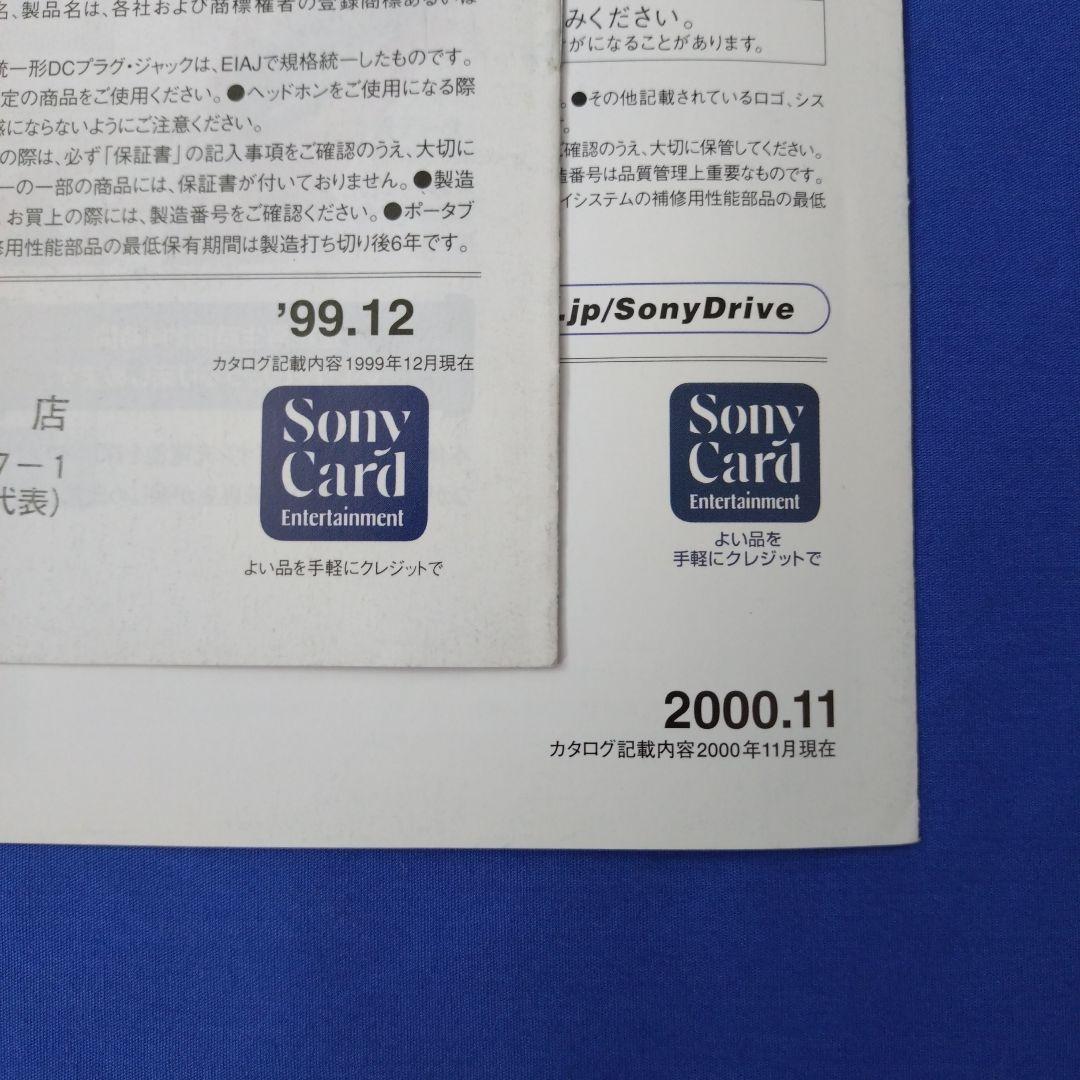 名、製品名は、各社および商標権者の登録商標あるいは
統一形DCプラグ・ジャックは、EIAJで規格統一したものです。
定の商品をご使用ください。●ヘッドホンをご使用になる際
惑にならないようにご注意ください。
の際は、必ず「保証書」の記入事項をご確認のうえ、大切に
ーの一部の商品には、保証書が付いておりません。●製造
お買上の際には、製造番号をご確認ください。●ポータブ
修用性能部品の最低保有期間は製造打ち切り後6年です。
'99.12
カタログ記載内容1999年12月現在
店
7-1
代表)
Sony
Card
Entertainment
よい品を手軽にクレジットで
みください。
がになることがあります。
●その他記載されているロゴ、シス
す。
確認のうえ、大切に保管してください。
造番号は品質管理上重要なものです。
イシステムの補修用性能部品の最低
.jp/SonyDrive
Sony
Card
Entertainment
よい品を
手軽にクレジットで
2000.11
カタログ記載内容2000年11月現在